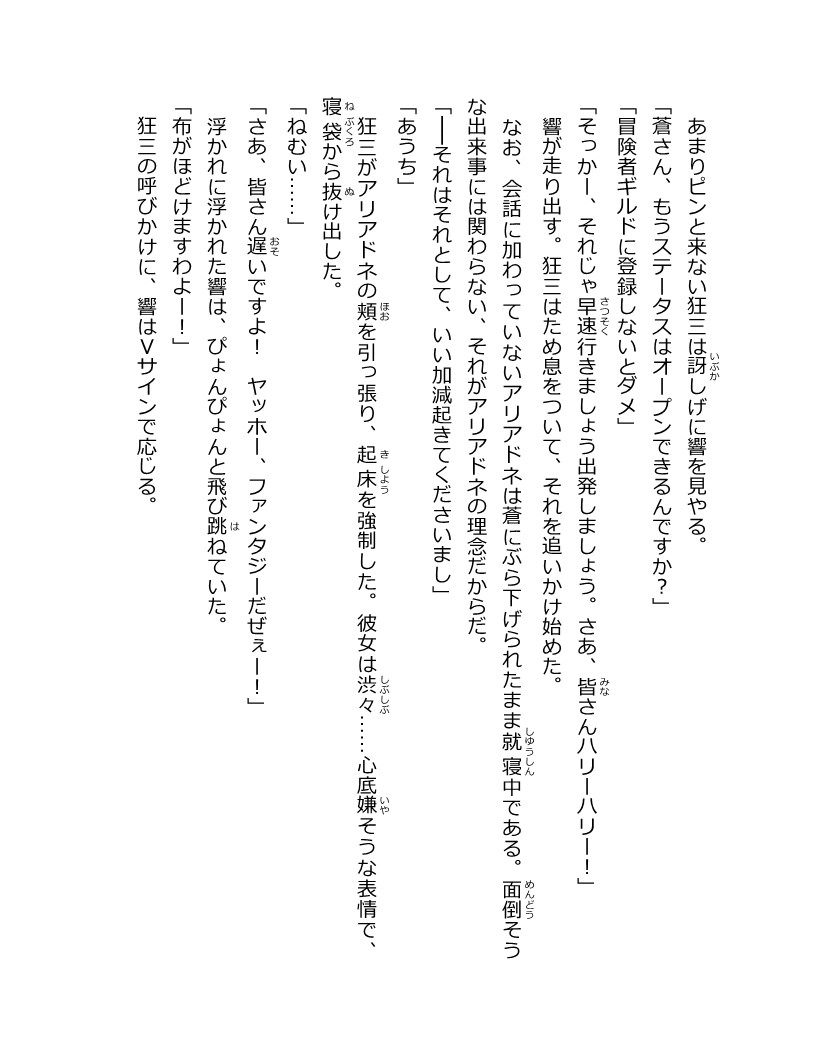 あまりピンと来ない狂三は訝しげに響を見やる。
「蒼さん、もうステータスはオープンできるんですか？」
「冒険者ギルドに登録しないとダメ」
「そっかー、それじゃ早速行きましょう出発しましょう。さあ、皆さんハリーハリー！」
響が走り出す。狂三はため息をついて、それを追いかけ始めた。
なお、会話に加わっていないアリアドネは蒼にぶら下げられたまま就寝中である。面倒そう
な出来事には関わらない、それがアリアドネの理念だからだ。
「──それはそれとして、いい加減起きてくださいまし」
「あうち」
狂三がアリアドネの頬を引っ張り、起床を強制した。彼女は渋々……心底嫌そうな表情で、
寝袋から抜け出した。
「ねむい……」
「さあ、皆さん遅いですよ！　ヤッホー、ファンタジーだぜぇー！」
浮かれに浮かれた響は、ぴょんぴょんと飛び跳ねていた。
「布がほどけますわよー！」
狂三の呼びかけに、響はＶサインで応じる。